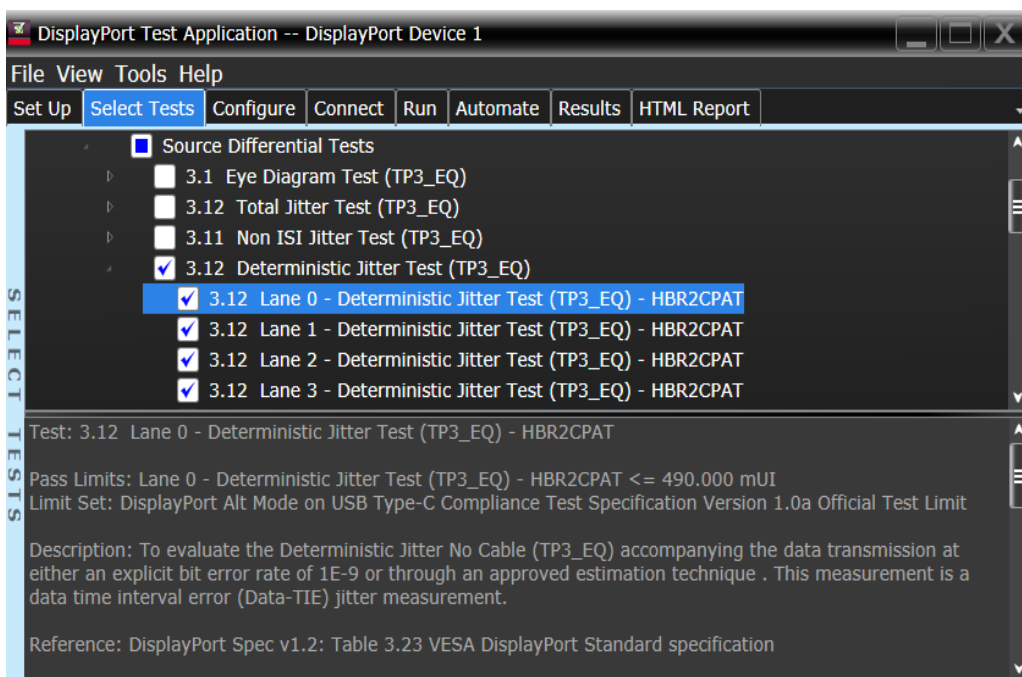 DisplayPort Test Application -- DisplayPort Device 1
File View Tools Help
Set Up Select Tests Configure Connect Run Automate Results HTML Report
Source Differential Tests
3.1 Eye Diagram Test (TP3_EQ)
3.12 Total Jitter Test (TP3_EQ)
3.11 Non ISI Jitter Test (TP3_EQ)
3.12 Deterministic Jitter Test (TP3_EQ)
3.12 Lane 0 - Deterministic Jitter Test (TP3_EQ) - HBR2CPAT
3.12 Lane 1 - Deterministic Jitter Test (TP3_EQ) - HBR2CPAT
3.12 Lane 2 - Deterministic Jitter Test (TP3_EQ) - HBR2CPAT
3.12 Lane 3 - Deterministic Jitter Test (TP3_EQ) - HBR2CPAT
SELECT TESTS
Test: 3.12 Lane 0 - Deterministic Jitter Test (TP3_EQ) - HBR2CPAT
Pass Limits: Lane 0 - Deterministic Jitter Test (TP3_EQ) - HBR2CPAT <= 490.000 mUI
Limit Set: DisplayPort Alt Mode on USB Type-C Compliance Test Specification Version 1.0a Official Test Limit
Description: To evaluate the Deterministic Jitter No Cable (TP3_EQ) accompanying the data transmission at
either an explicit bit error rate of 1E-9 or through an approved estimation technique . This measurement is a
data time interval error (Data-TIE) jitter measurement.
Reference: DisplayPort Spec v1.2: Table 3.23 VESA DisplayPort Standard specification